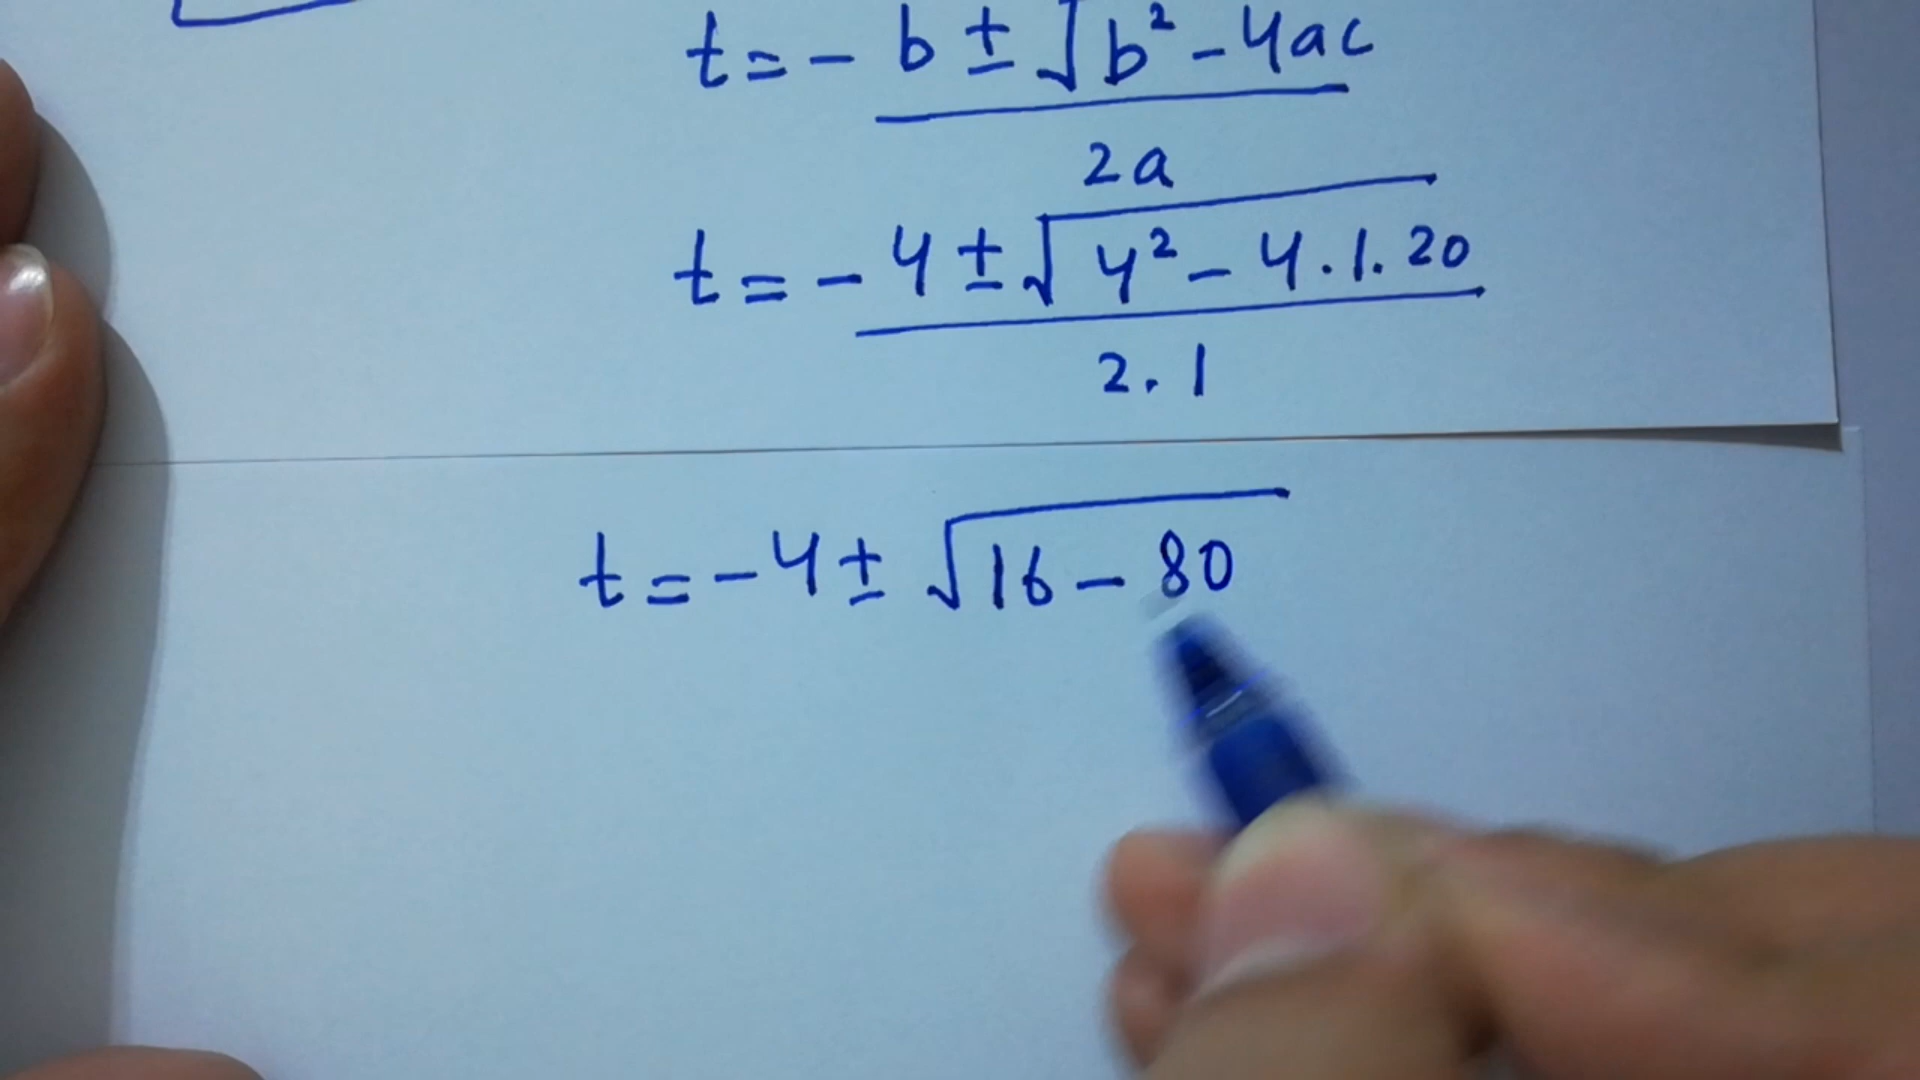 t = - b ± √b² - 4ac
2a
t = - 4 ± √4² - 4 . 1 . 20
2 . 1
t = - 4 ± √16 - 80